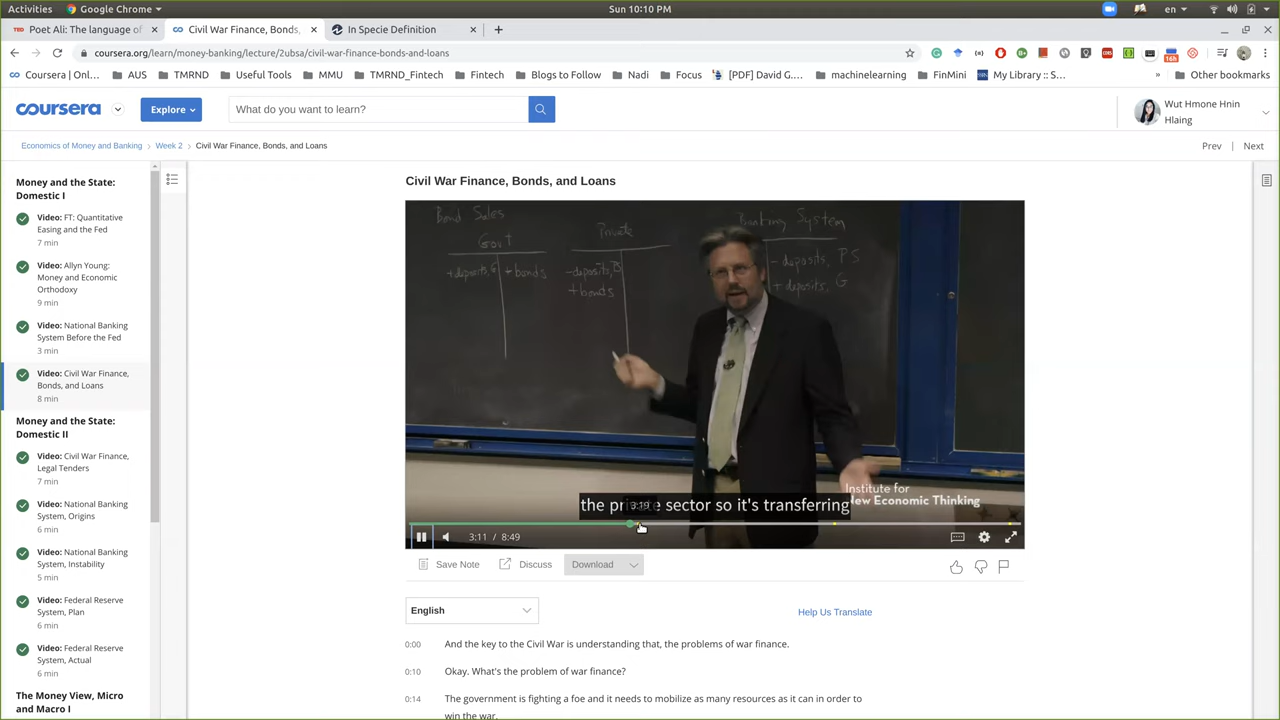 Activities
Google Chrome
Sun 10:10 PM
en
Poet Ali: The language of
Civil War Finance, Bonds,
In Specie Definition
coursera.org/learn/money-banking/lecture/2ubsa/civil-war-finance-bonds-and-loans
Coursera | Onl...
AUS
TMRND
Useful Tools
MMU
TMRND_Fintech
Fintech
Blogs to Follow
Nadi
Focus
[PDF] David G....
machinelearning
FinMini
My Library :: S...
»
Other bookmarks
coursera
Explore
What do you want to learn?
Wut Hmone Hnin
Hlaing
Economics of Money and Banking
Week 2
Civil War Finance, Bonds, and Loans
Prev
Next
Money and the State:
Domestic I
Video: FT: Quantitative
Easing and the Fed
7 min
Video: Allyn Young:
Money and Economic
Orthodoxy
9 min
Video: National Banking
System Before the Fed
3 min
Video: Civil War Finance,
Bonds, and Loans
8 min
Money and the State:
Domestic II
Video: Civil War Finance,
Legal Tenders
7 min
Video: National Banking
System, Origins
6 min
Video: National Banking
System, Instability
5 min
Video: Federal Reserve
System, Plan
6 min
Video: Federal Reserve
System, Actual
6 min
The Money View, Micro
and Macro I
Civil War Finance, Bonds, and Loans
Bond Sales
Govt
+deposits, G
+bonds
Private
-deposits, PS
+bonds
Banking System
- deposits, PS
+ deposits, G
Institute for
New Economic Thinking
the private sector so it's transferring
3:19
3:11 / 8:49
Save Note
Discuss
Download
English
Help Us Translate
0:00 And the key to the Civil War is understanding that, the problems of war finance.
0:10 Okay. What's the problem of war finance?
0:14 The government is fighting a foe and it needs to mobilize as many resources as it can in order to
win the war.